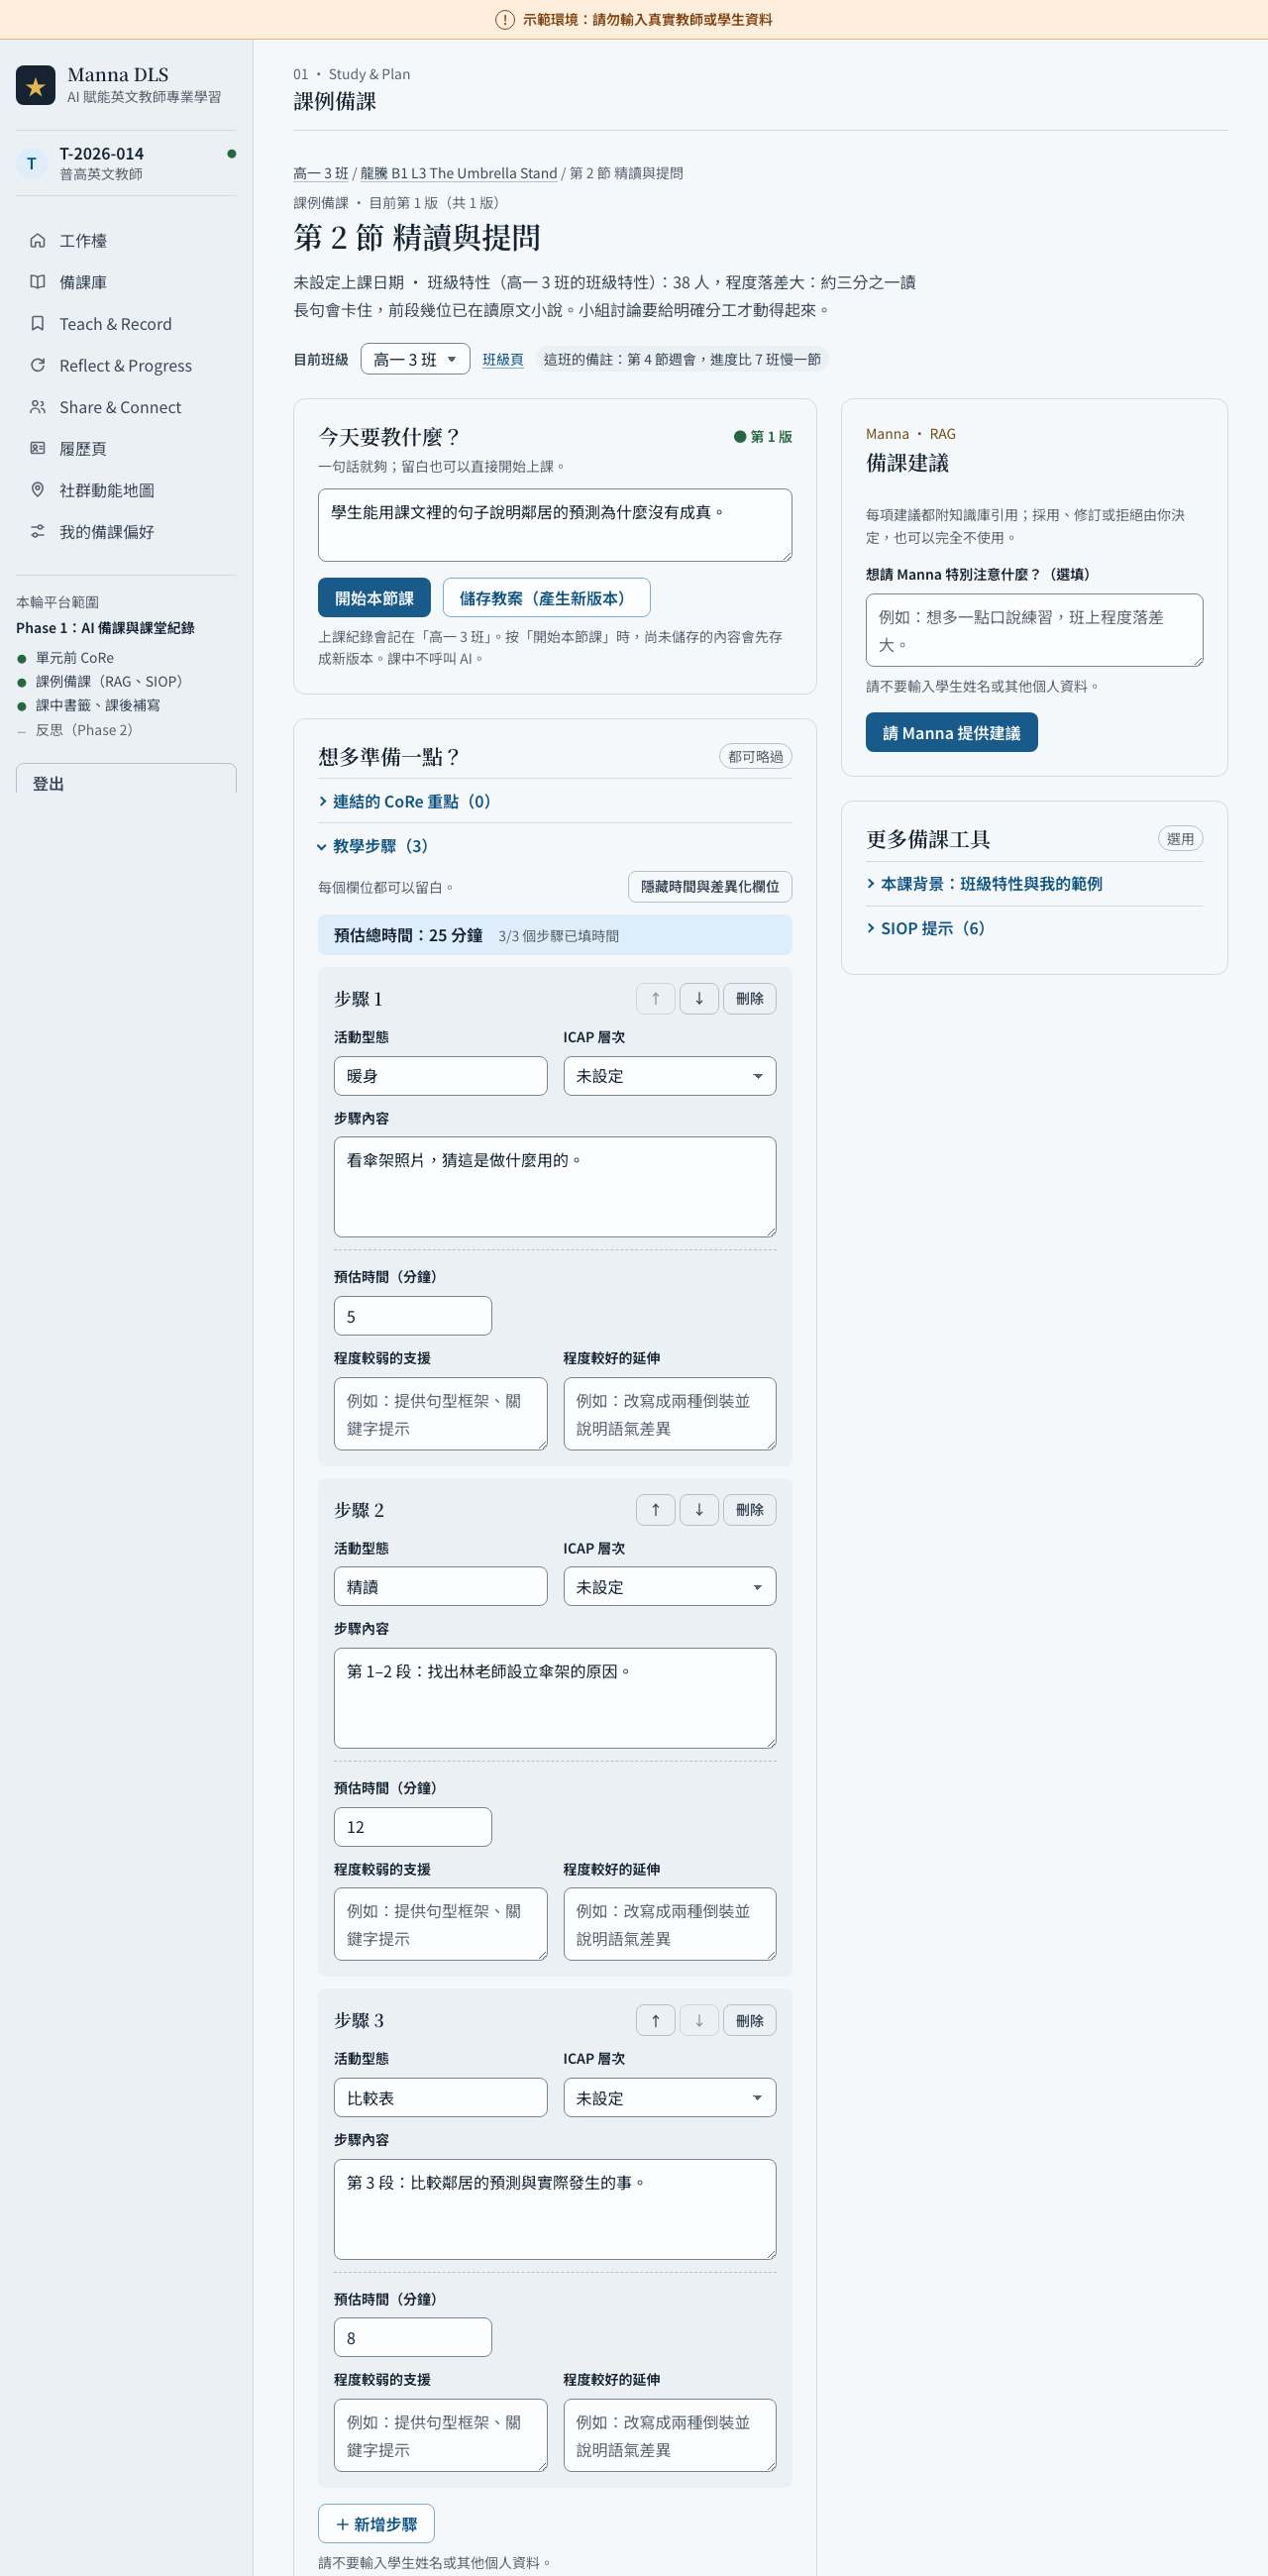 示範環境：請勿輸入真實教師或學生資料
Manna DLS
AI 賦能英文教師專業學習
T
T-2026-014
普高英文教師
工作檯
備課庫
Teach & Record
Reflect & Progress
Share & Connect
履歷頁
社群動能地圖
我的備課偏好
本輪平台範圍
Phase 1：AI 備課與課堂紀錄
單元前 CoRe
課例備課（RAG、SIOP）
課中書籤、課後補寫
– 反思（Phase 2）
登出
01 · Study & Plan
課例備課
高一 3 班 / 龍騰 B1 L3 The Umbrella Stand / 第 2 節 精讀與提問
課例備課 · 目前第 1 版（共 1 版）
第 2 節 精讀與提問
未設定上課日期 · 班級特性（高一 3 班的班級特性）：38 人，程度落差大：約三分之一讀
長句會卡住，前段幾位已在讀原文小說。小組討論要給明確分工才動得起來。
目前班級 高一 3 班 班級頁 這班的備註：第 4 節週會，進度比 7 班慢一節
今天要教什麼？
第 1 版
一句話就夠；留白也可以直接開始上課。
學生能用課文裡的句子說明鄰居的預測為什麼沒有成真。
開始本節課 儲存教案（產生新版本）
上課紀錄會記在「高一 3 班」。按「開始本節課」時，尚未儲存的內容會先存
成新版本。課中不呼叫 AI。
想多準備一點？
都可略過
連結的 CoRe 重點（0）
教學步驟（3）
每個欄位都可以留白。
隱藏時間與差異化欄位
預估總時間：25 分鐘 3/3 個步驟已填時間
步驟 1
↑ ↓ 刪除
活動型態 ICAP 層次
暖身 未設定
步驟內容
看傘架照片，猜這是做什麼用的。
預估時間（分鐘）
5
程度較弱的支援 程度較好的延伸
例如：提供句型框架、關
鍵字提示
例如：改寫成兩種倒裝並
說明語氣差異
步驟 2
↑ ↓ 刪除
活動型態 ICAP 層次
精讀 未設定
步驟內容
第 1–2 段：找出林老師設立傘架的原因。
預估時間（分鐘）
12
程度較弱的支援 程度較好的延伸
例如：提供句型框架、關
鍵字提示
例如：改寫成兩種倒裝並
說明語氣差異
步驟 3
↑ ↓ 刪除
活動型態 ICAP 層次
比較表 未設定
步驟內容
第 3 段：比較鄰居的預測與實際發生的事。
預估時間（分鐘）
8
程度較弱的支援 程度較好的延伸
例如：提供句型框架、關
鍵字提示
例如：改寫成兩種倒裝並
說明語氣差異
＋ 新增步驟
請不要輸入學生姓名或其他個人資料。
Manna · RAG
備課建議
每項建議都附知識庫引用；採用、修訂或拒絕由你決
定，也可以完全不使用。
想請 Manna 特別注意什麼？（選填）
例如：想多一點口說練習，班上程度落差
大。
請不要輸入學生姓名或其他個人資料。
請 Manna 提供建議
更多備課工具
選用
本課背景：班級特性與我的範例
SIOP 提示（6）